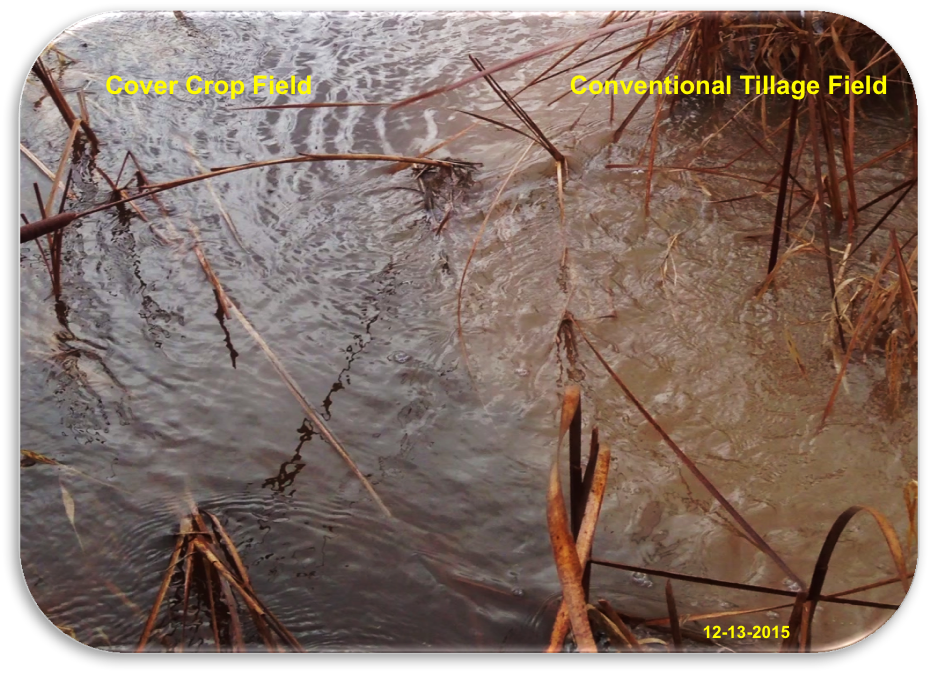 Cover Crop Field
Conventional Tillage Field
12-13-2015